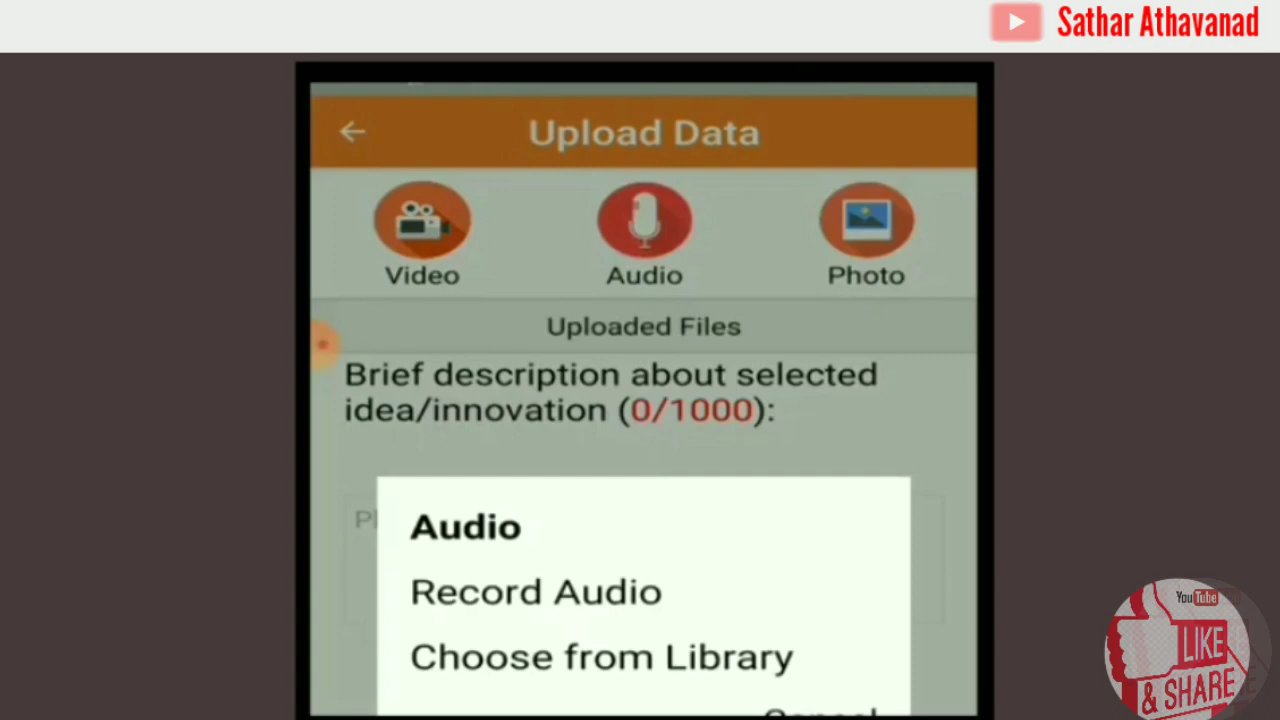 Sathar Athavanad
Upload Data
Video
Audio
Photo
Uploaded Files
Brief description about selected
idea/innovation (0/1000):
Audio
Record Audio
Choose from Library
Cancel
YouTube
LIKE
& SHARE